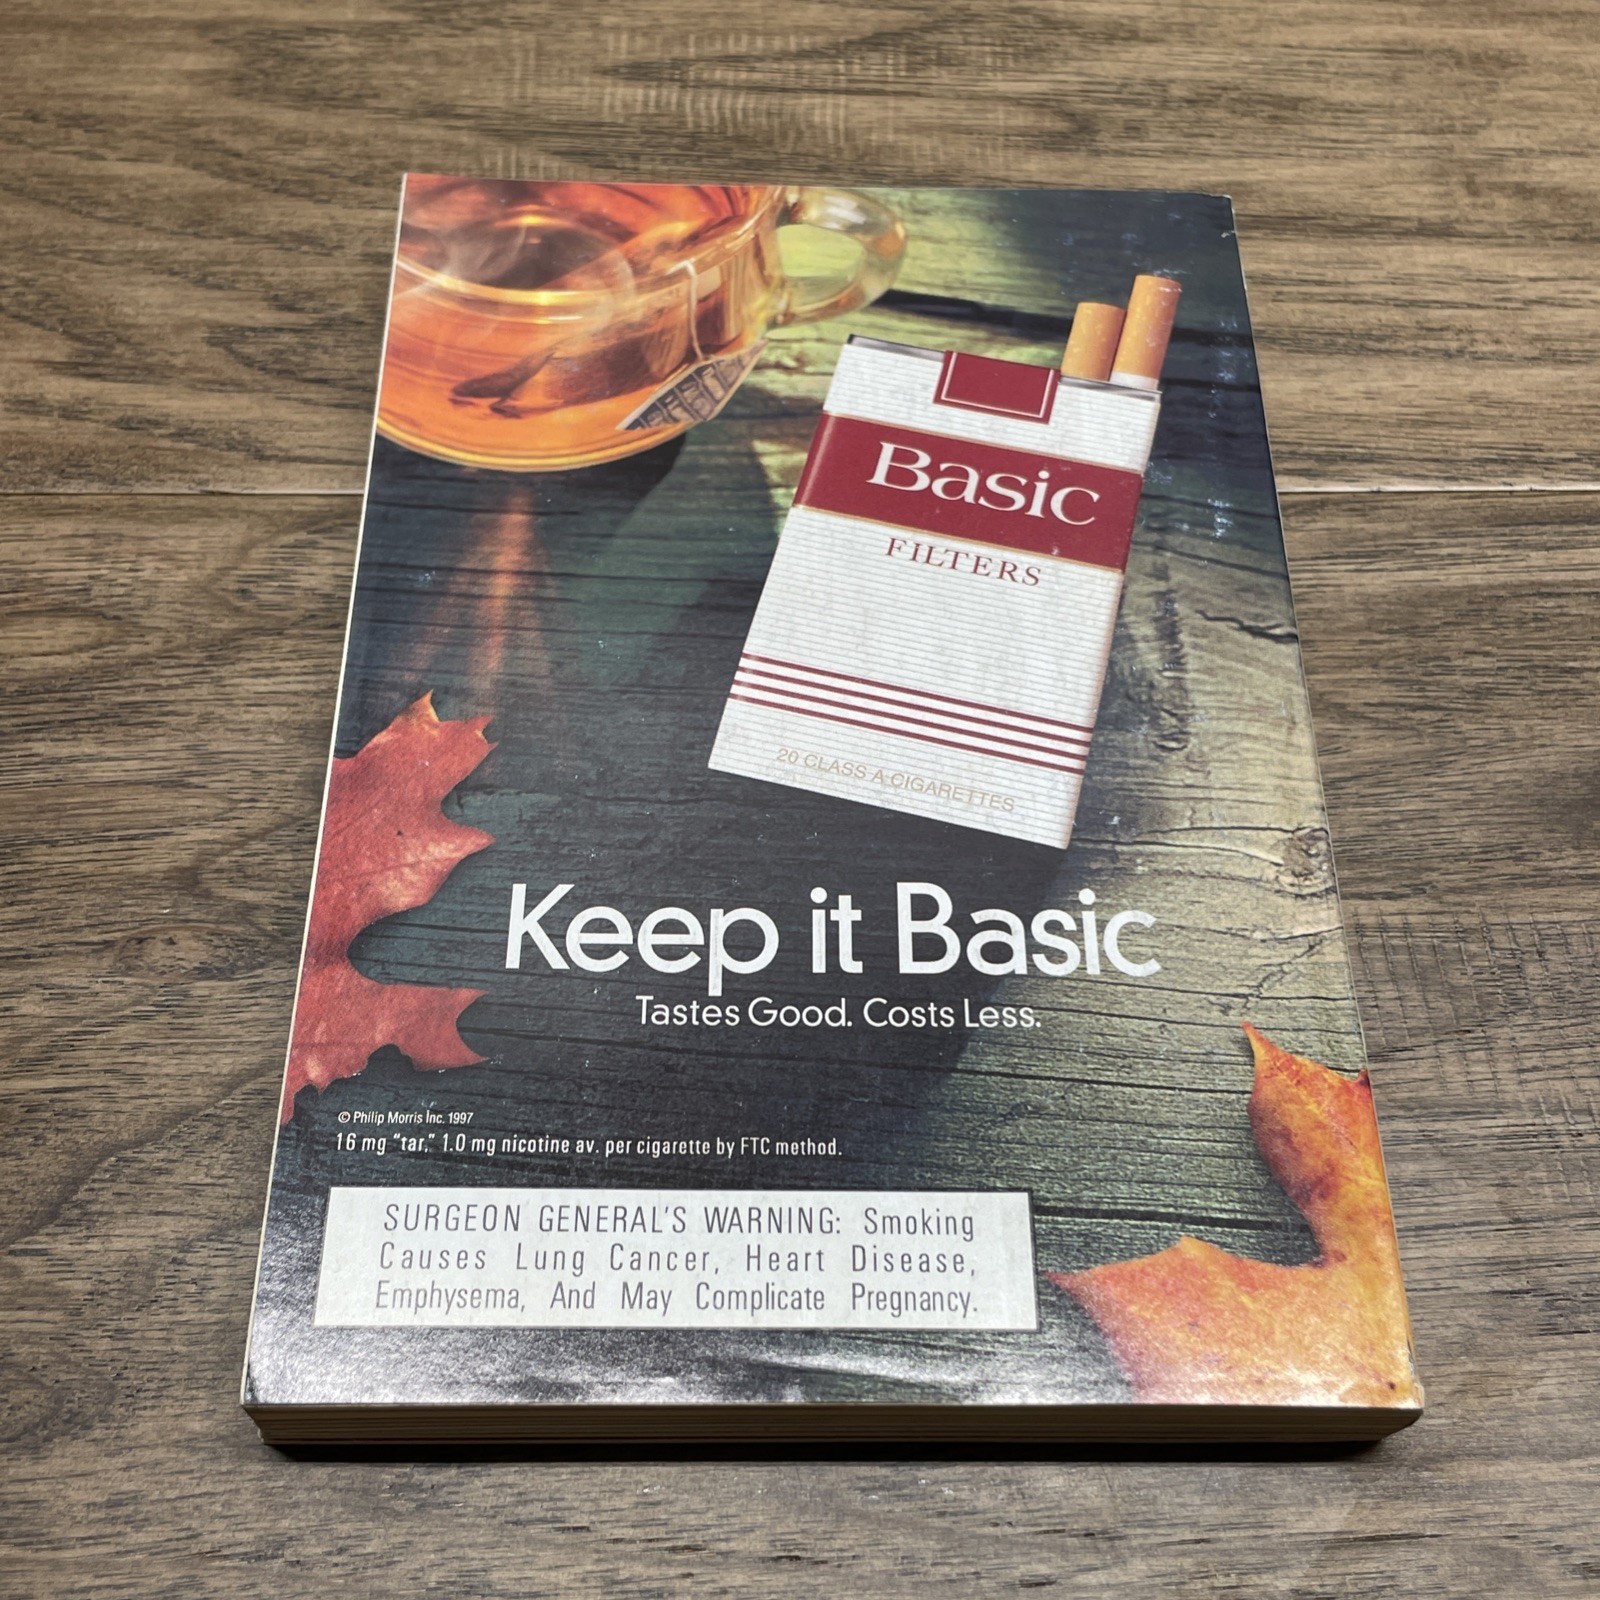 Basic
FILTERS
20 CLASS A CIGARETTES
Keep it Basic
Tastes Good. Costs Less.
© Philip Morris Inc. 1997
16 mg "tar," 1.0 mg nicotine av. per cigarette by FTC method.
SURGEON GENERAL'S WARNING: Smoking
Causes Lung Cancer, Heart Disease,
Emphysema, And May Complicate Pregnancy.